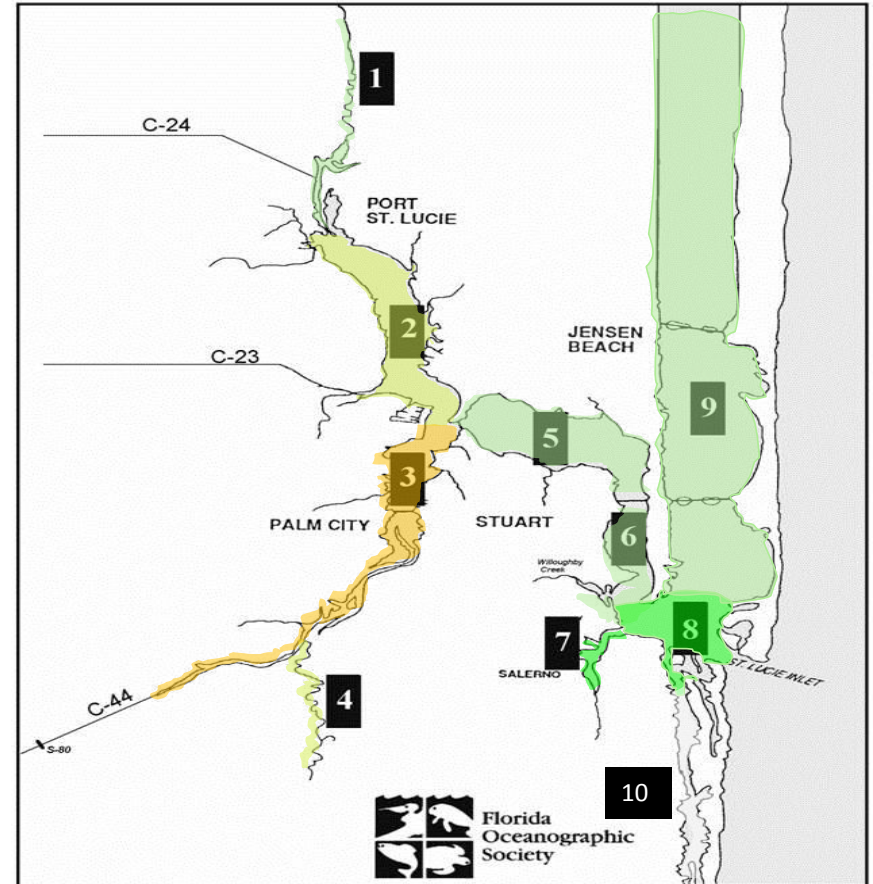 1
C-24
PORT
ST. LUCIE
2
JENSEN
BEACH
C-23
9
5
3
PALM CITY
STUART
6
Willoughby
Creek
7
8
SALERNO
ST. LUCIE INLET
4
C-44
S-80
10
Florida
Oceanographic
Society